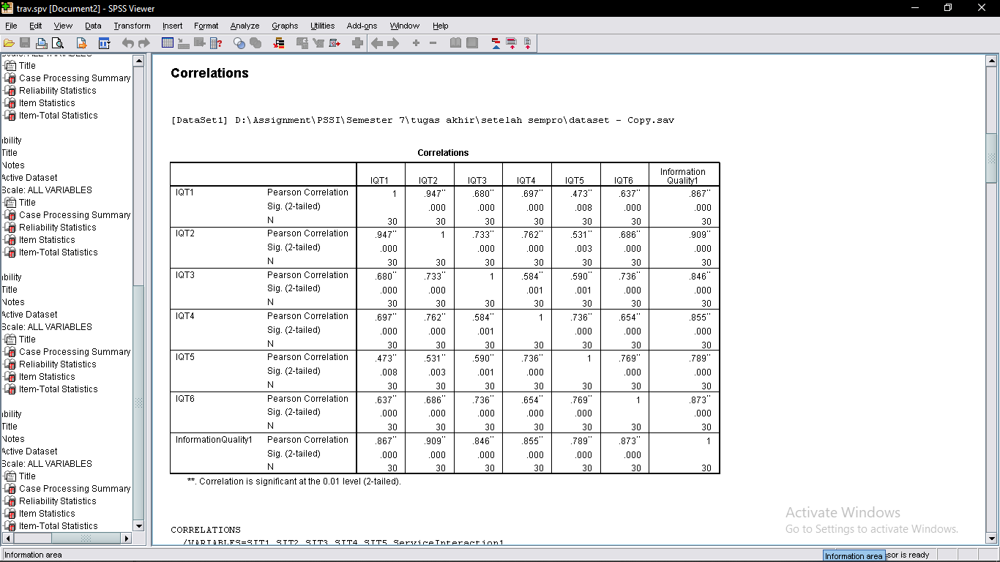 trav.spv [Document2] - SPSS Viewer
File Edit View Data Transform Insert Format Analyze Graphs Utilities Add-ons Window Help
Title
Case Processing Summary
Reliability Statistics
Item Statistics
Item-Total Statistics
ibility
Title
Notes
Active Dataset
Scale: ALL VARIABLES
Title
Case Processing Summary
Reliability Statistics
Item Statistics
Item-Total Statistics
ibility
Title
Notes
Active Dataset
Scale: ALL VARIABLES
Title
Case Processing Summary
Reliability Statistics
Item Statistics
Item-Total Statistics
ibility
Title
Notes
Active Dataset
Scale: ALL VARIABLES
Title
Case Processing Summary
Reliability Statistics
Item Statistics
Item-Total Statistics
Correlations
[DataSet1] D:\Assignment\PSSI\Semester 7\tugas akhir\setelah sempro\dataset - Copy.sav
Correlations
IQT1 IQT2 IQT3 IQT4 IQT5 IQT6 Information Quality1
IQT1 Pearson Correlation 1 .947** .680** .697** .473** .637** .867**
Sig. (2-tailed) .000 .000 .000 .008 .000 .000
N 30 30 30 30 30 30 30
IQT2 Pearson Correlation .947** 1 .733** .762** .531** .686** .909**
Sig. (2-tailed) .000 .000 .000 .003 .000 .000
N 30 30 30 30 30 30 30
IQT3 Pearson Correlation .680** .733** 1 .584** .590** .736** .846**
Sig. (2-tailed) .000 .000 .001 .001 .000 .000
N 30 30 30 30 30 30 30
IQT4 Pearson Correlation .697** .762** .584** 1 .736** .654** .855**
Sig. (2-tailed) .000 .000 .001 .000 .000 .000
N 30 30 30 30 30 30 30
IQT5 Pearson Correlation .473** .531** .590** .736** 1 .769** .789**
Sig. (2-tailed) .008 .003 .001 .000 .000 .000
N 30 30 30 30 30 30 30
IQT6 Pearson Correlation .637** .686** .736** .654** .769** 1 .873**
Sig. (2-tailed) .000 .000 .000 .000 .000 .000
N 30 30 30 30 30 30 30
InformationQuality1 Pearson Correlation .867** .909** .846** .855** .789** .873** 1
Sig. (2-tailed) .000 .000 .000 .000 .000 .000
N 30 30 30 30 30 30 30
**. Correlation is significant at the 0.01 level (2-tailed).
CORRELATIONS
/VARIABLES=SIT1 SIT2 SIT3 SIT4 SIT5 ServiceInteraction1
Activate Windows
Go to Settings to activate Windows.
Information area
Information area
sor is ready